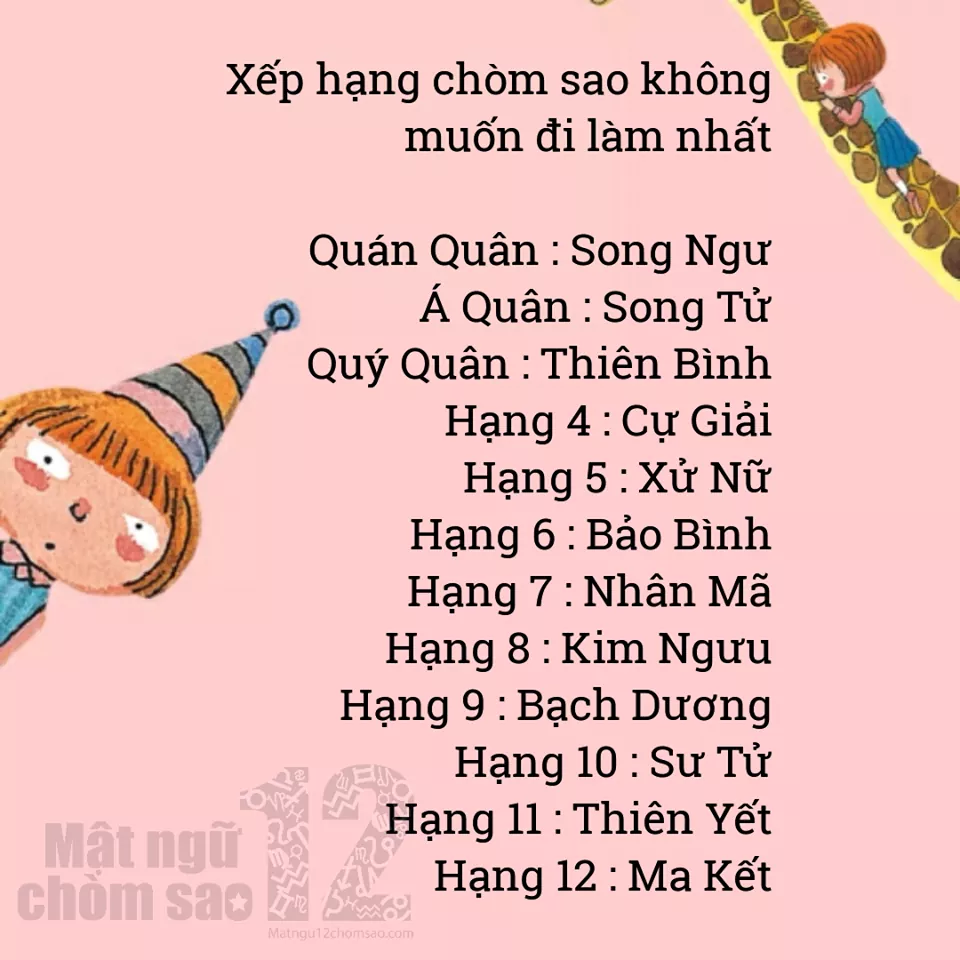 Xếp hạng chòm sao không
muốn đi làm nhất
Quán Quân : Song Ngư
Á Quân : Song Tử
Quý Quân : Thiên Bình
Hạng 4 : Cự Giải
Hạng 5 : Xử Nữ
Hạng 6 : Bảo Bình
Hạng 7 : Nhân Mã
Hạng 8 : Kim Ngưu
Hạng 9 : Bạch Dương
Hạng 10 : Sư Tử
Hạng 11 : Thiên Yết
Hạng 12 : Ma Kết
Mật ngữ
chòm sao
12
Matngu12chomsao.com